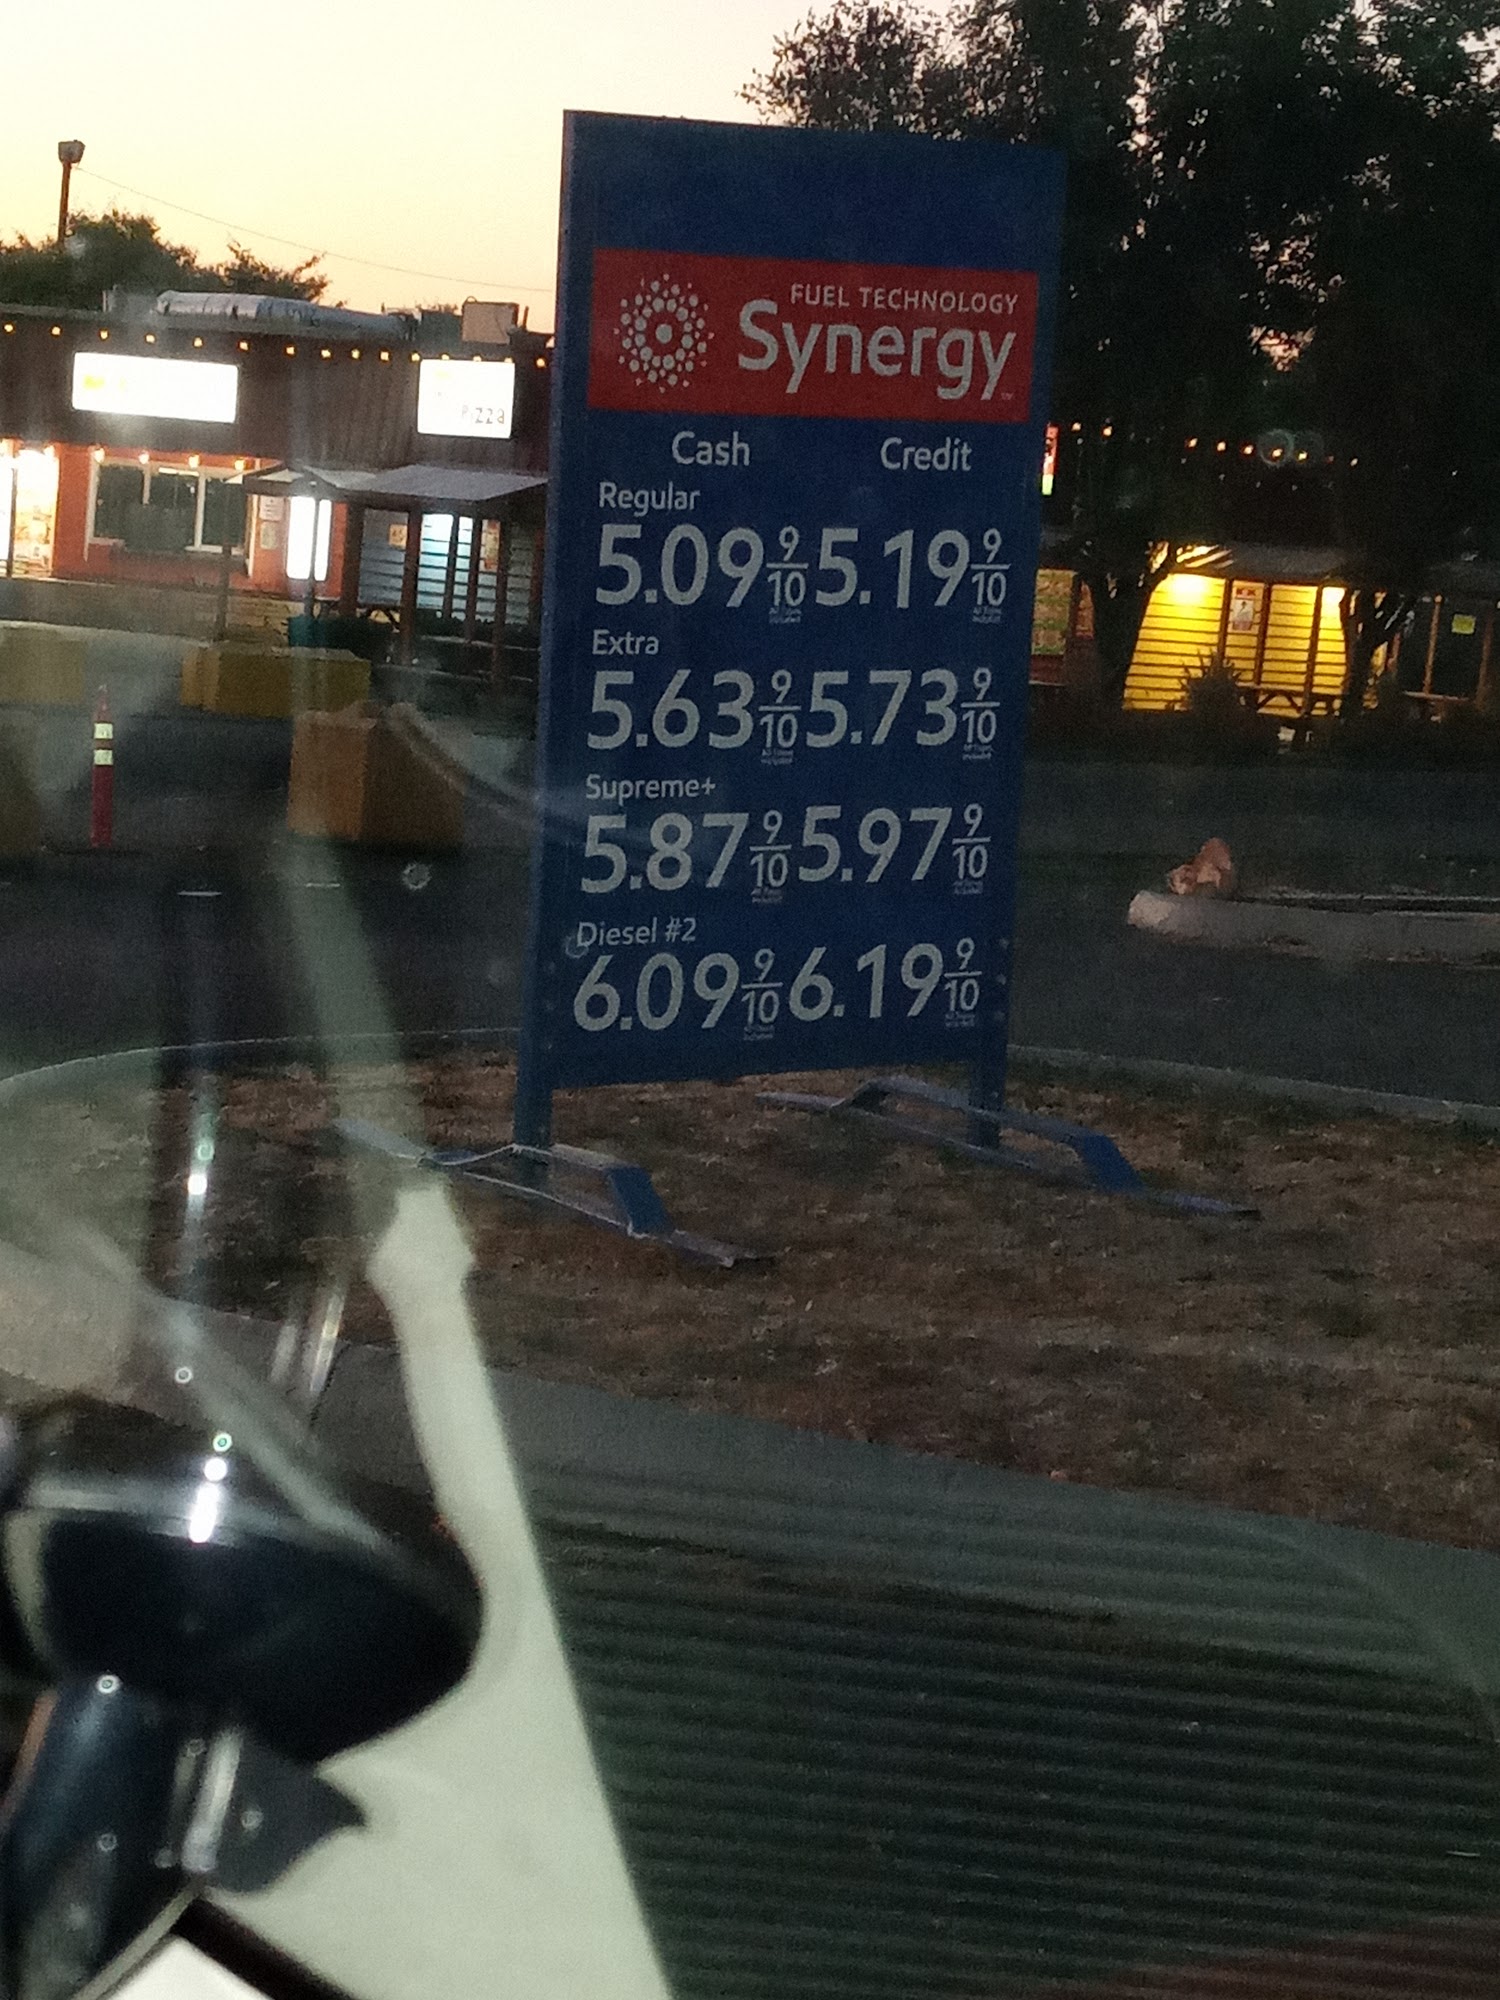 FUEL TECHNOLOGY
Synergy
Cash Credit
Regular
5.09 9/10 5.19 9/10
Extra
5.63 9/10 5.73 9/10
Supreme+
5.87 9/10 5.97 9/10
Diesel #2
6.09 9/10 6.19 9/10
Pizza